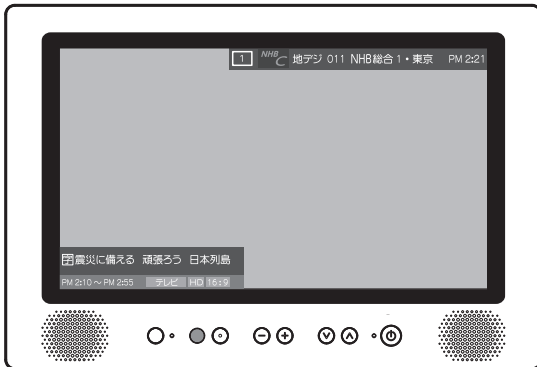 1 NHB C 地デジ 011 NHB総合1・東京 PM 2:21
字震災に備える 頑張ろう 日本列島
PM 2:10～PM 2:55 テレビ HD 16:9